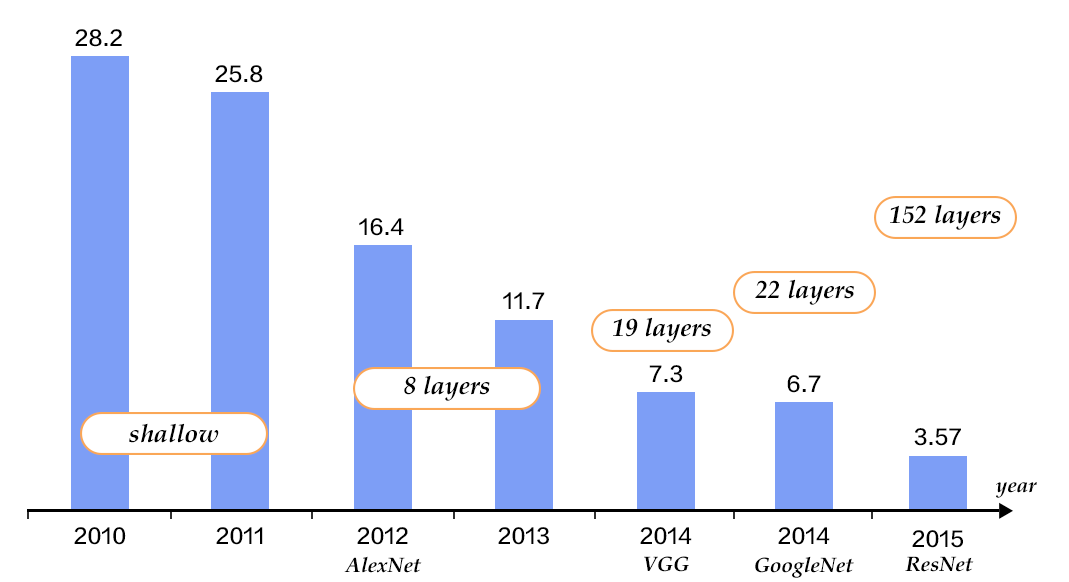 28.2
25.8
16.4
11.7
7.3
6.7
3.57
shallow
8 layers
19 layers
22 layers
152 layers
year
2010
2011
2012
2013
2014
2014
2015
AlexNet
VGG
GoogleNet
ResNet